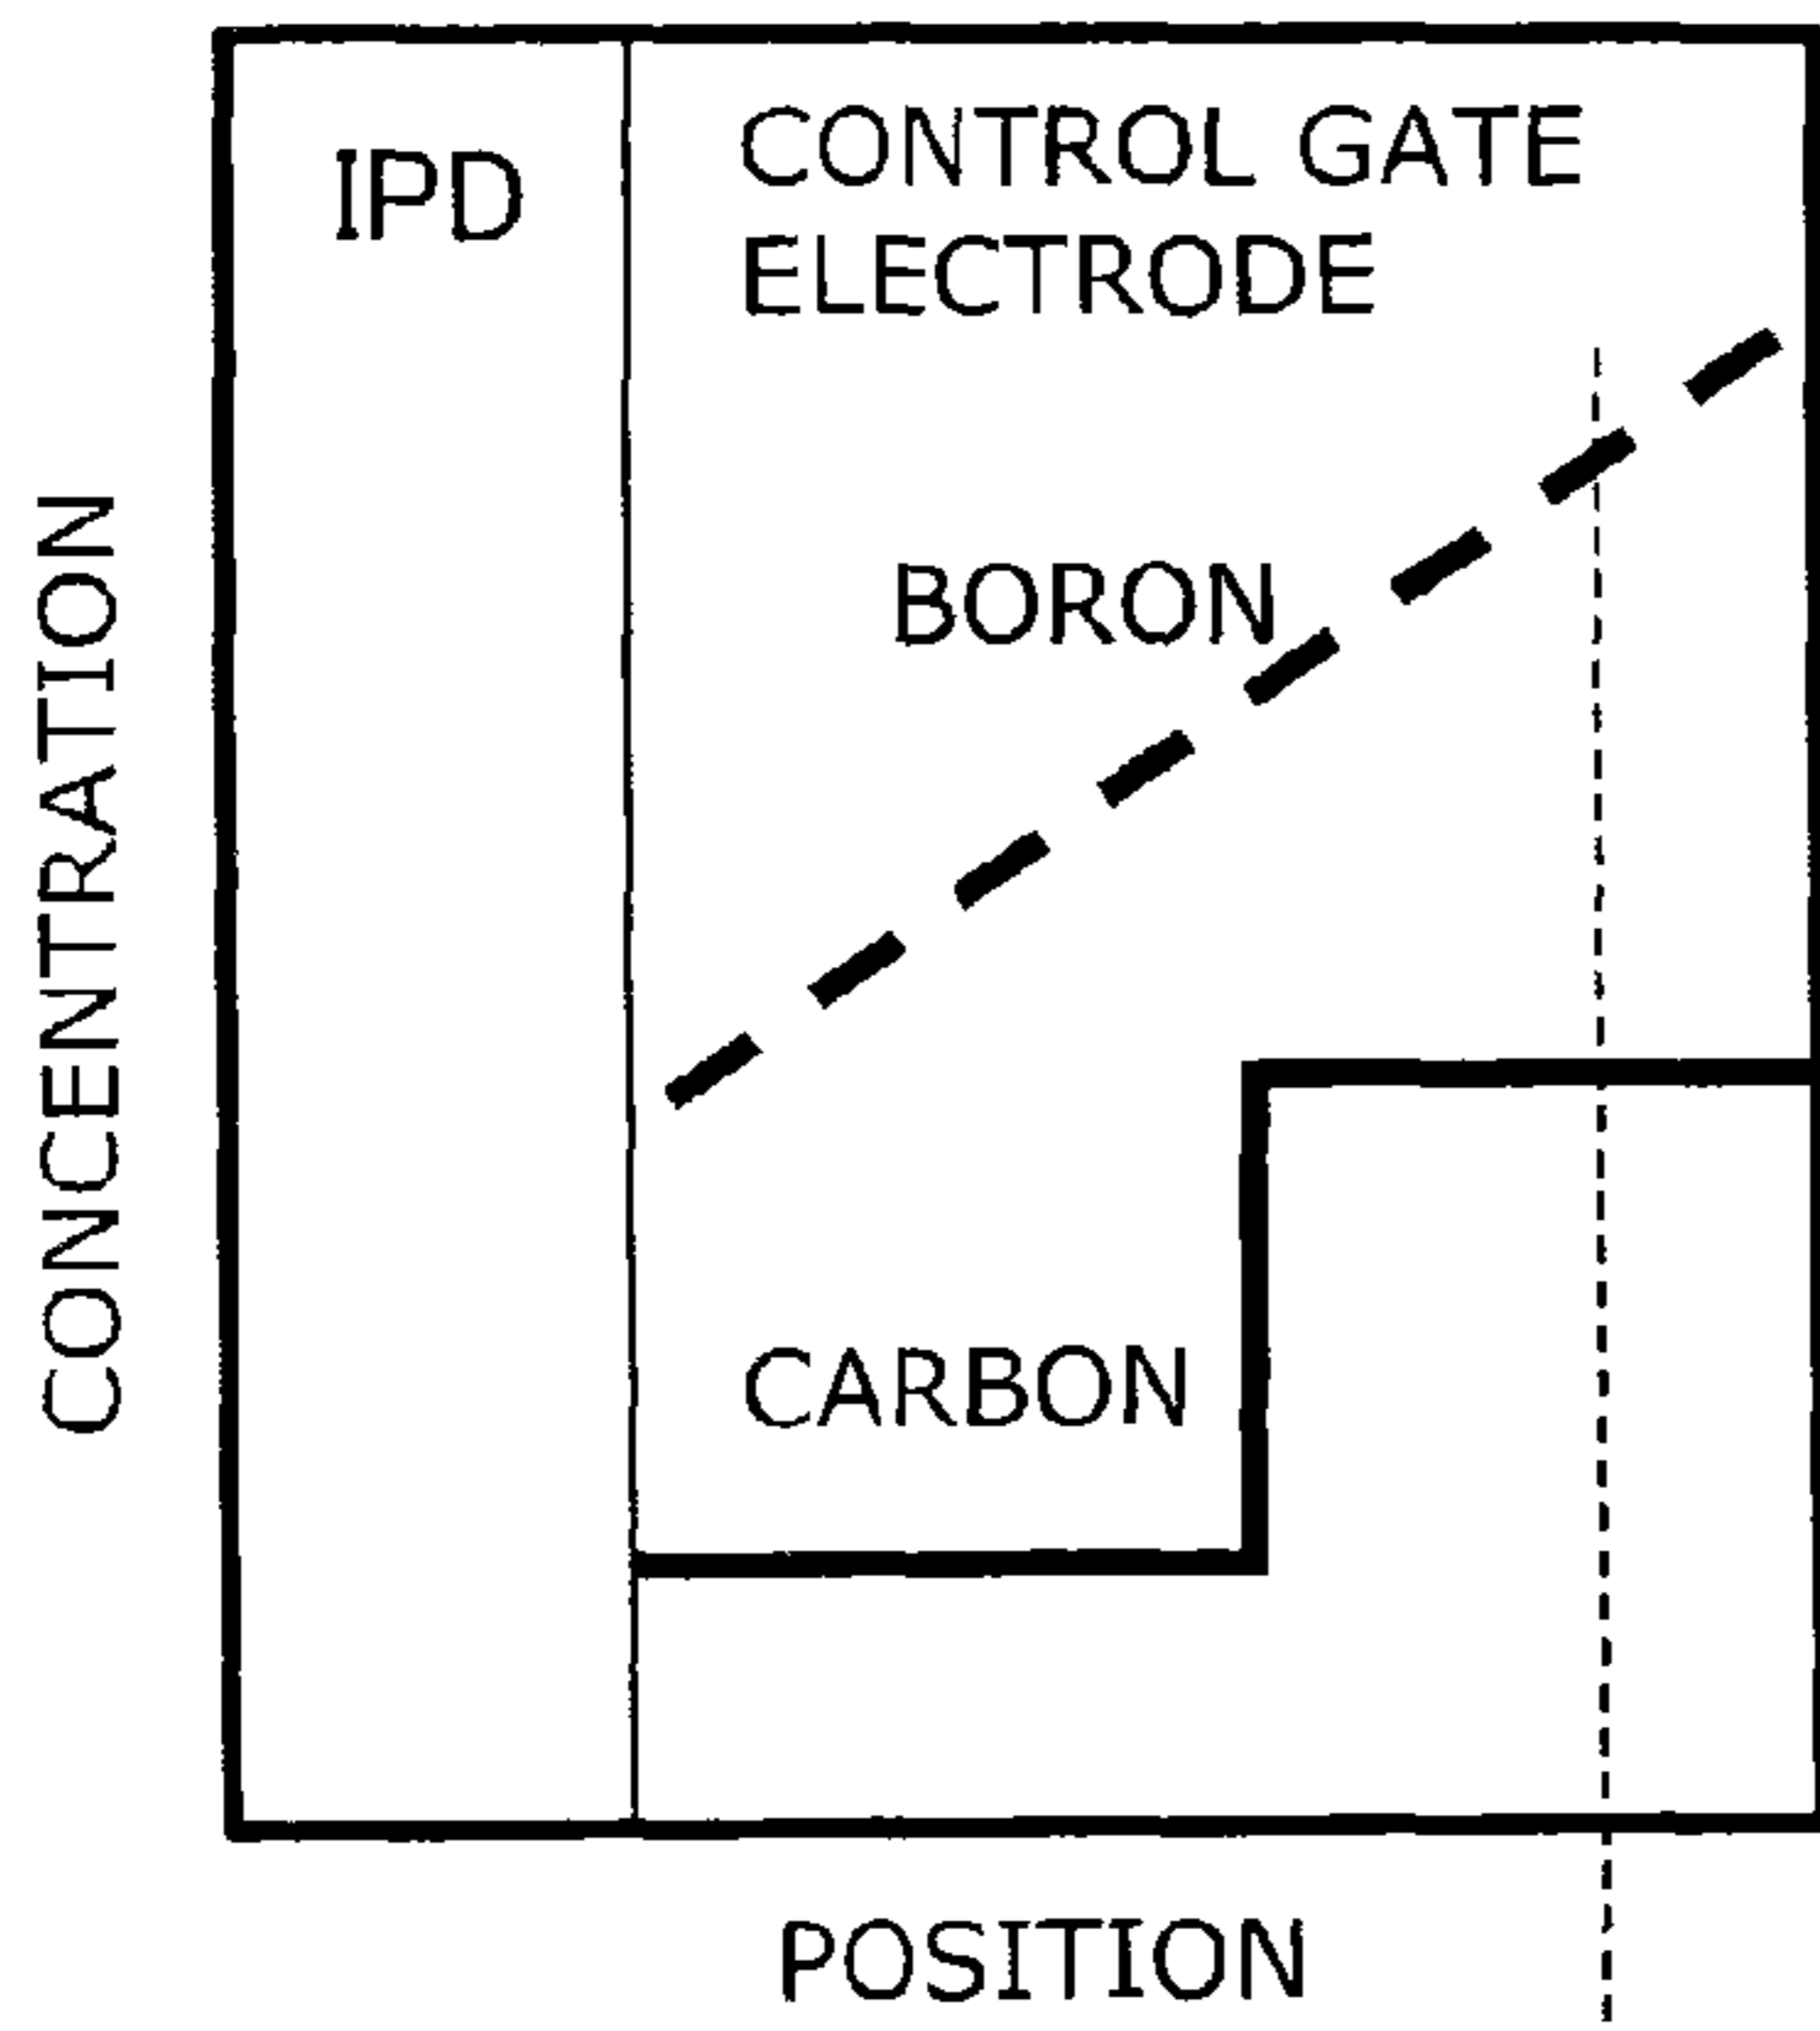 IPD
CONTROL GATE
ELECTRODE
BORON
CARBON
CONCENTRATION
POSITION